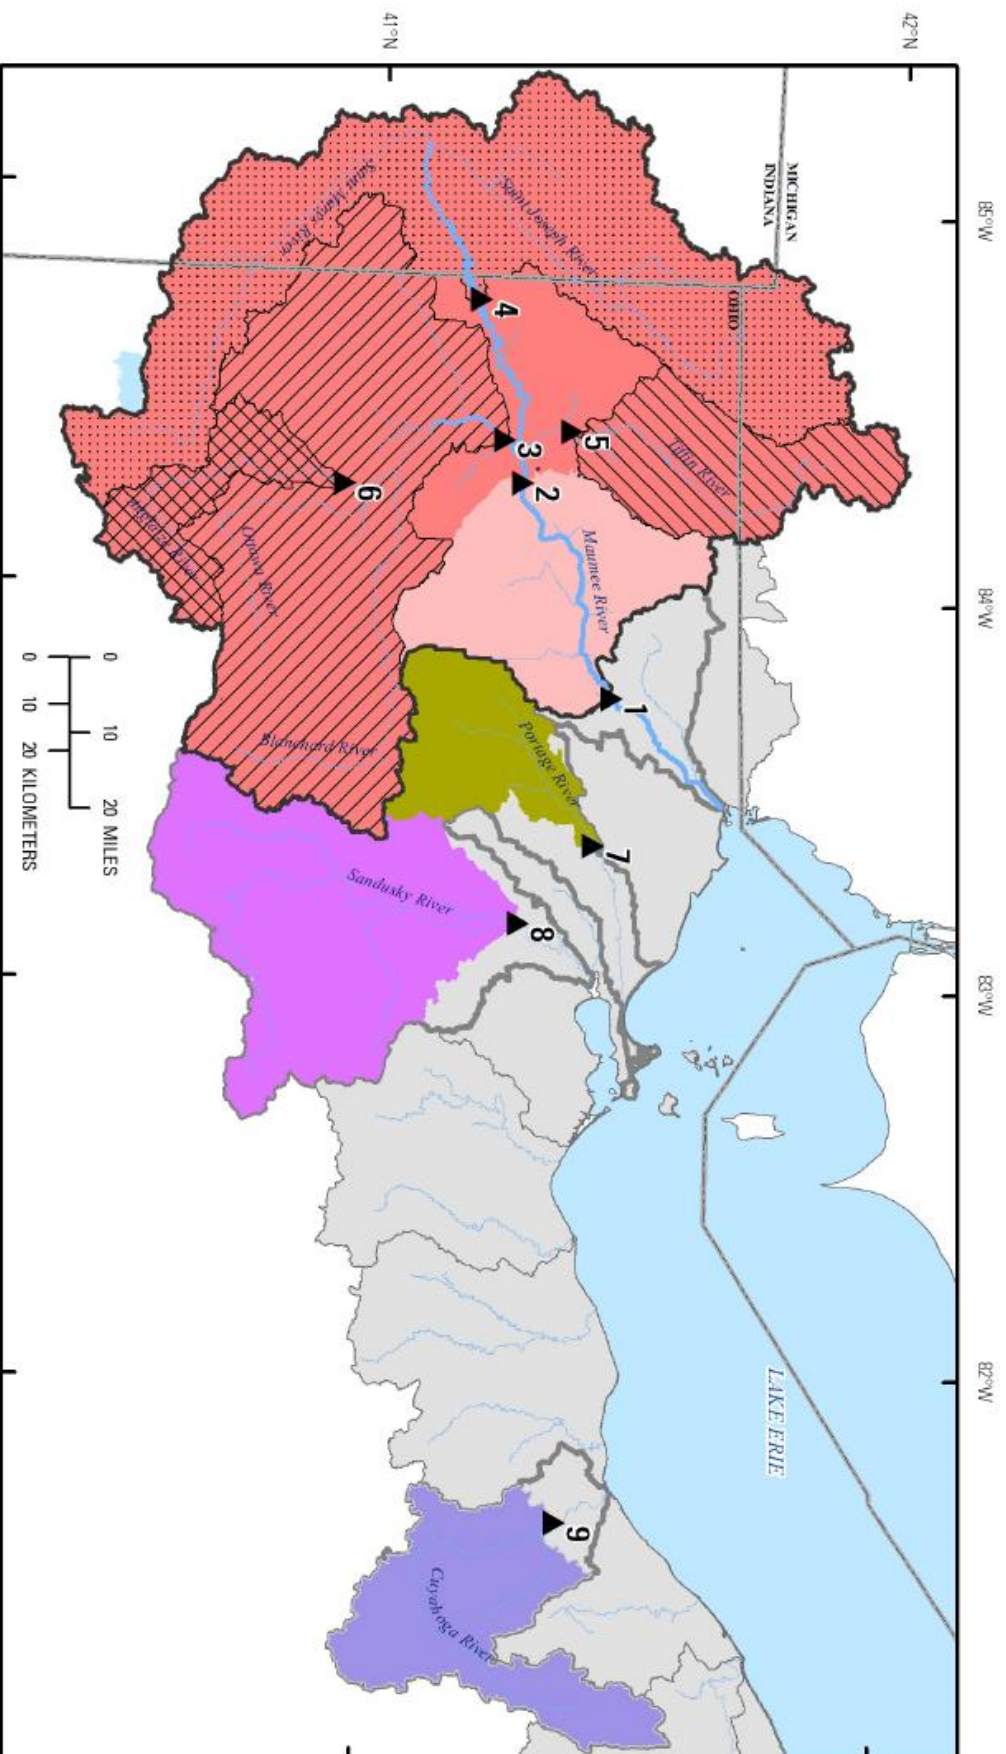 85°W
84°W
83°W
82°W
42°N
41°N
MICHIGAN
INDIANA
OHIO
LAKE ERIE
Saint Joseph River
Saint Marys River
Tiffin River
Maumee River
Auglaize River
Ottawa River
Blanchard River
Portage River
Sandusky River
Cuyahoga River
1
2
3
4
5
6
7
8
9
0 10 20 MILES
0 10 20 KILOMETERS